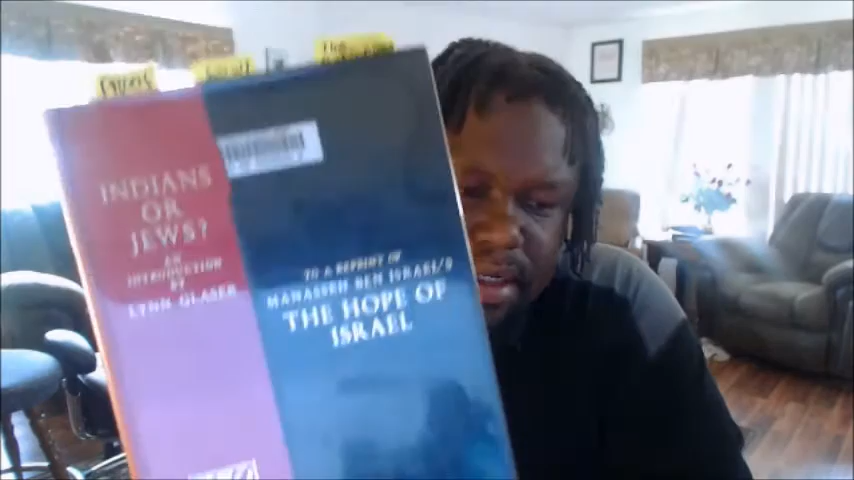 INDIANS
OR
JEWS?
AN
INTRODUCTION
BY
LYNN GLASER
TO A REPRINT OF
MANASSEH BEN ISRAEL'S
THE HOPE OF
ISRAEL